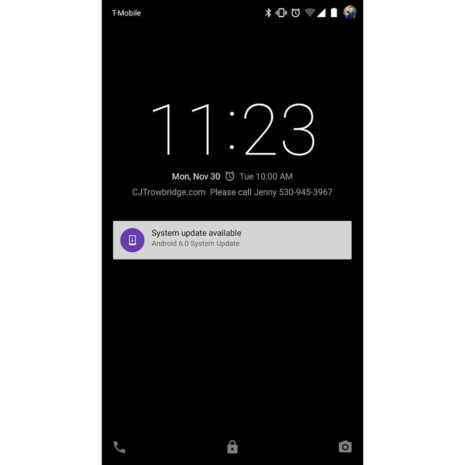 T-Mobile
11:23
Mon, Nov 30 Tue 10:00 AM
CJTrowbridge.com Please call Jenny 530-945-3967
System update available
Android 6.0 System Update